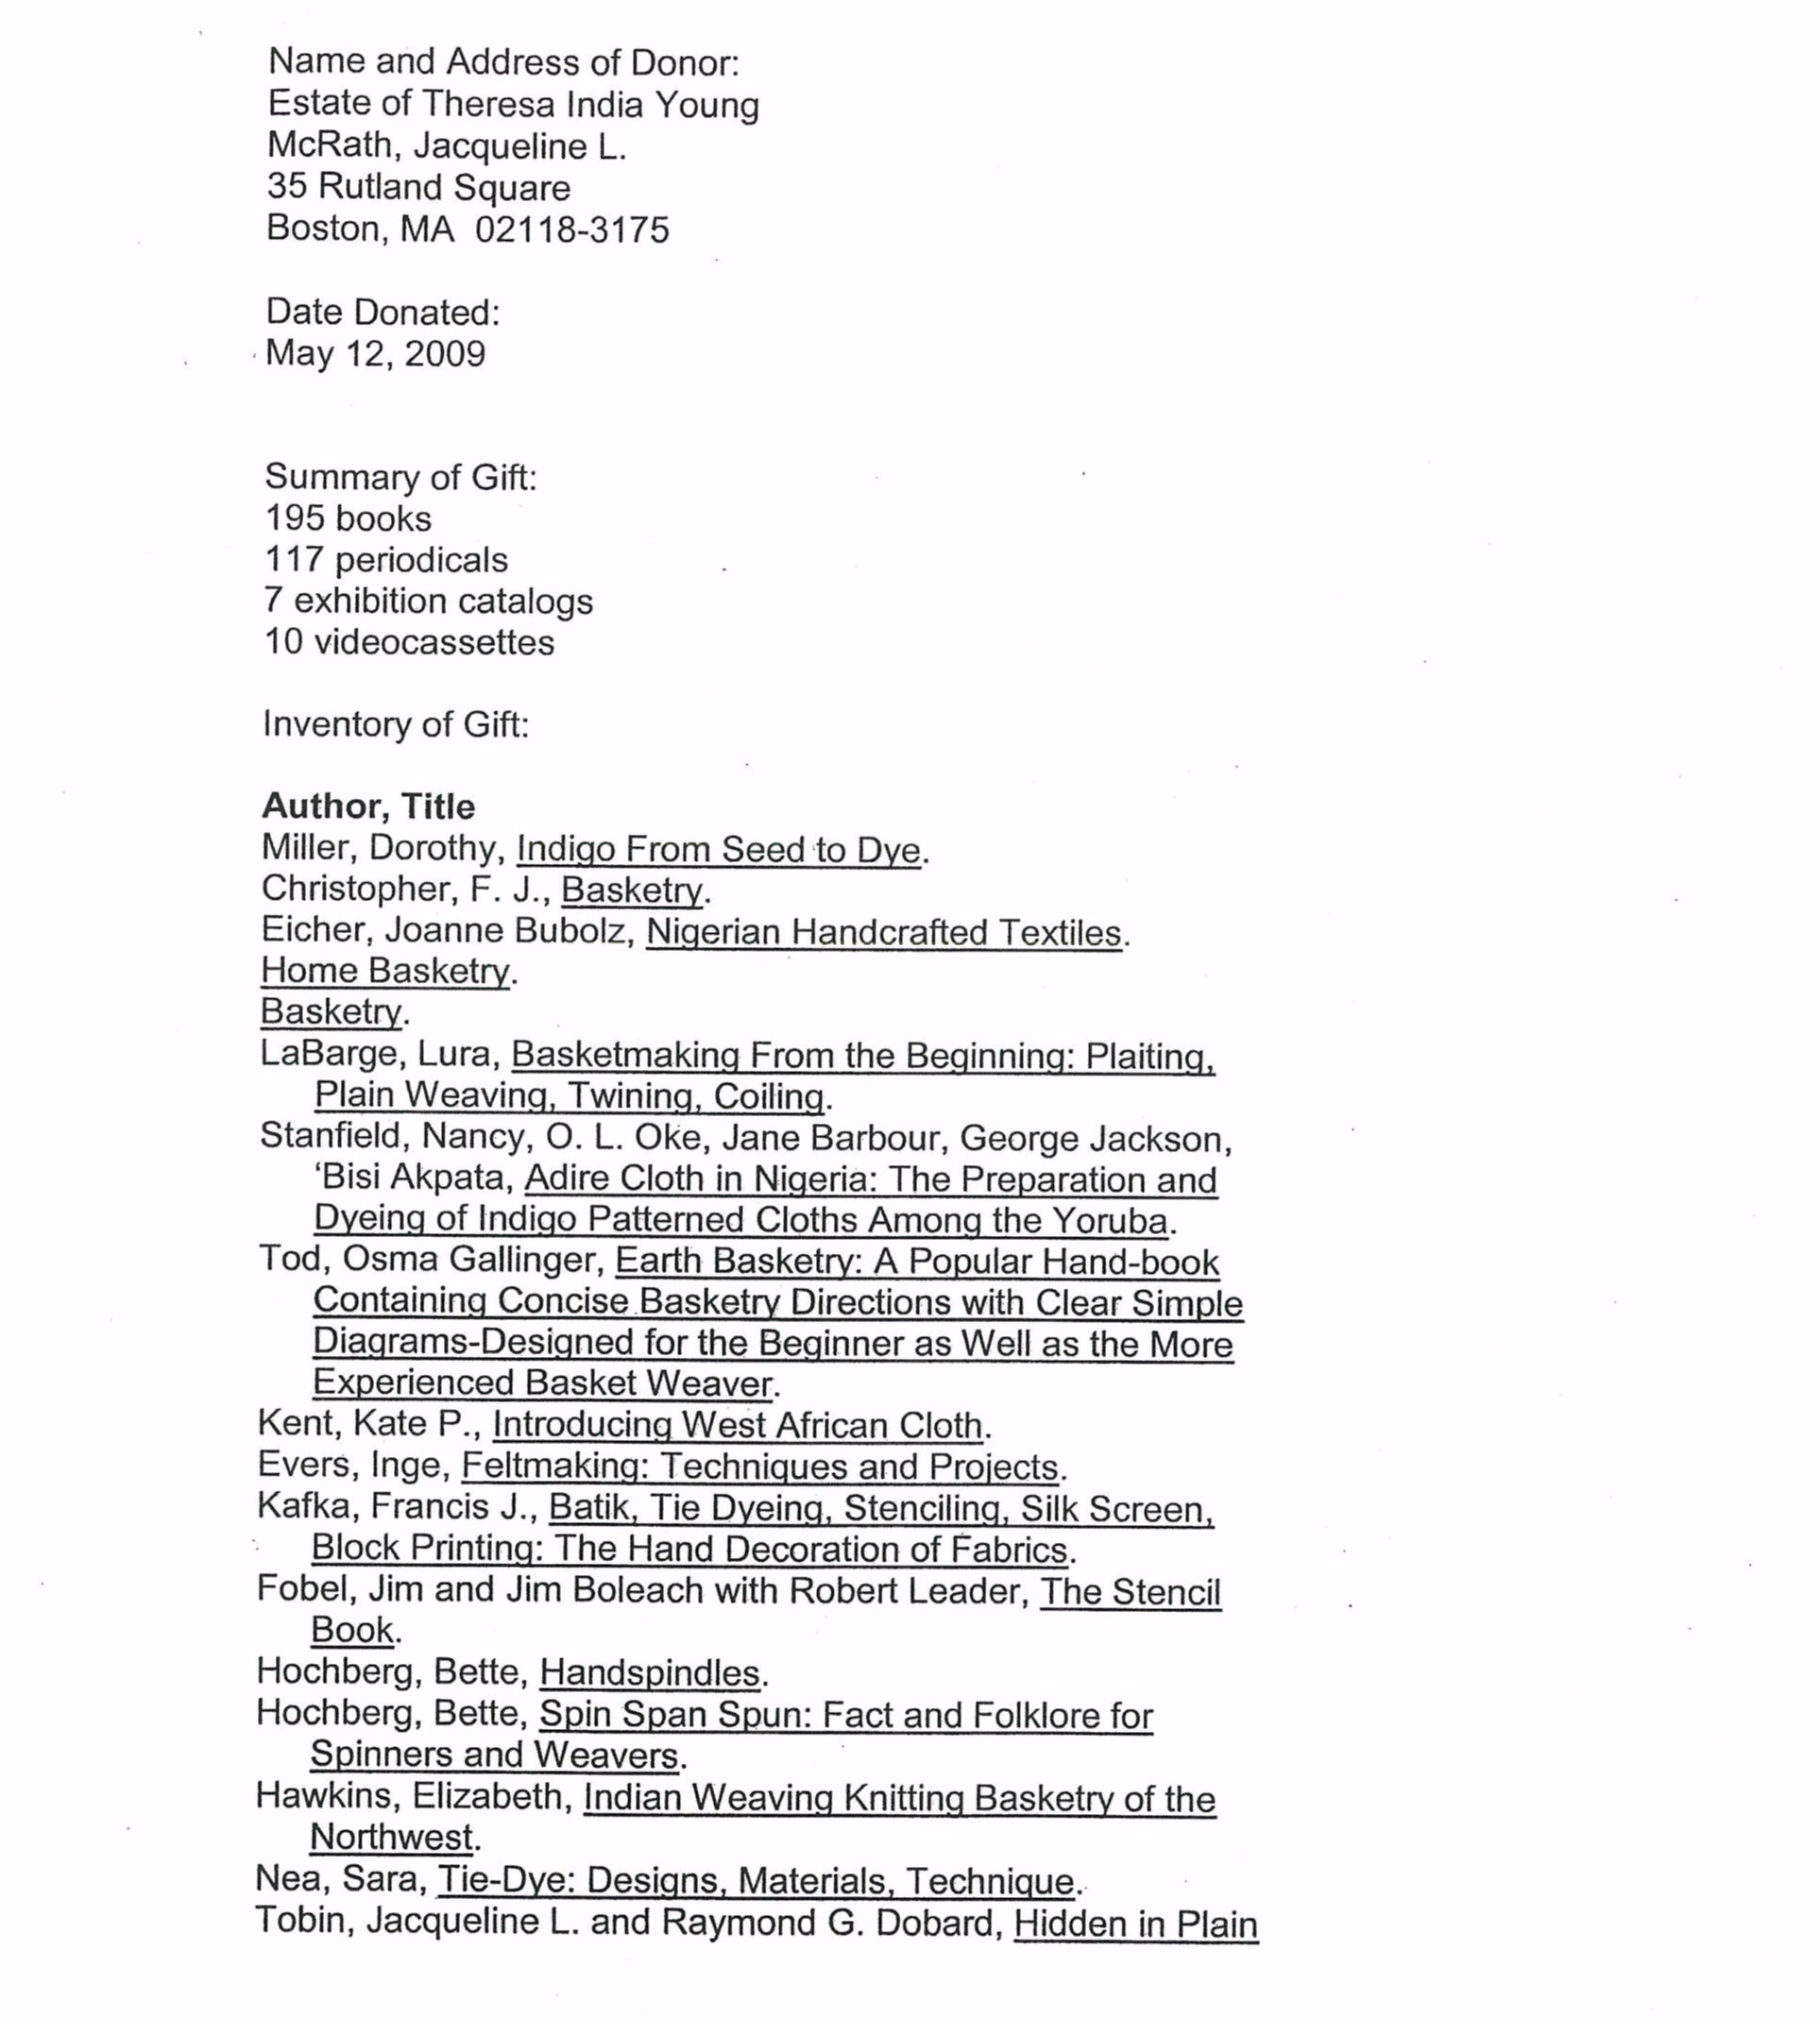 Name and Address of Donor:
Estate of Theresa India Young
McRath, Jacqueline L.
35 Rutland Square
Boston, MA  02118-3175
Date Donated:
May 12, 2009
Summary of Gift:
195 books
117 periodicals
7 exhibition catalogs
10 videocassettes
Inventory of Gift:
Author, Title
Miller, Dorothy, Indigo From Seed to Dye.
Christopher, F. J., Basketry.
Eicher, Joanne Bubolz, Nigerian Handcrafted Textiles.
Home Basketry.
Basketry.
LaBarge, Lura, Basketmaking From the Beginning: Plaiting,
Plain Weaving, Twining, Coiling.
Stanfield, Nancy, O. L. Oke, Jane Barbour, George Jackson,
‘Bisi Akpata, Adire Cloth in Nigeria: The Preparation and
Dyeing of Indigo Patterned Cloths Among the Yoruba.
Tod, Osma Gallinger, Earth Basketry: A Popular Hand-book
Containing Concise Basketry Directions with Clear Simple
Diagrams-Designed for the Beginner as Well as the More
Experienced Basket Weaver.
Kent, Kate P., Introducing West African Cloth.
Evers, Inge, Feltmaking: Techniques and Projects.
Kafka, Francis J., Batik, Tie Dyeing, Stenciling, Silk Screen,
Block Printing: The Hand Decoration of Fabrics.
Fobel, Jim and Jim Boleach with Robert Leader, The Stencil
Book.
Hochberg, Bette, Handspindles.
Hochberg, Bette, Spin Span Spun: Fact and Folklore for
Spinners and Weavers.
Hawkins, Elizabeth, Indian Weaving Knitting Basketry of the
Northwest.
Nea, Sara, Tie-Dye: Designs, Materials, Technique.
Tobin, Jacqueline L. and Raymond G. Dobard, Hidden in Plain